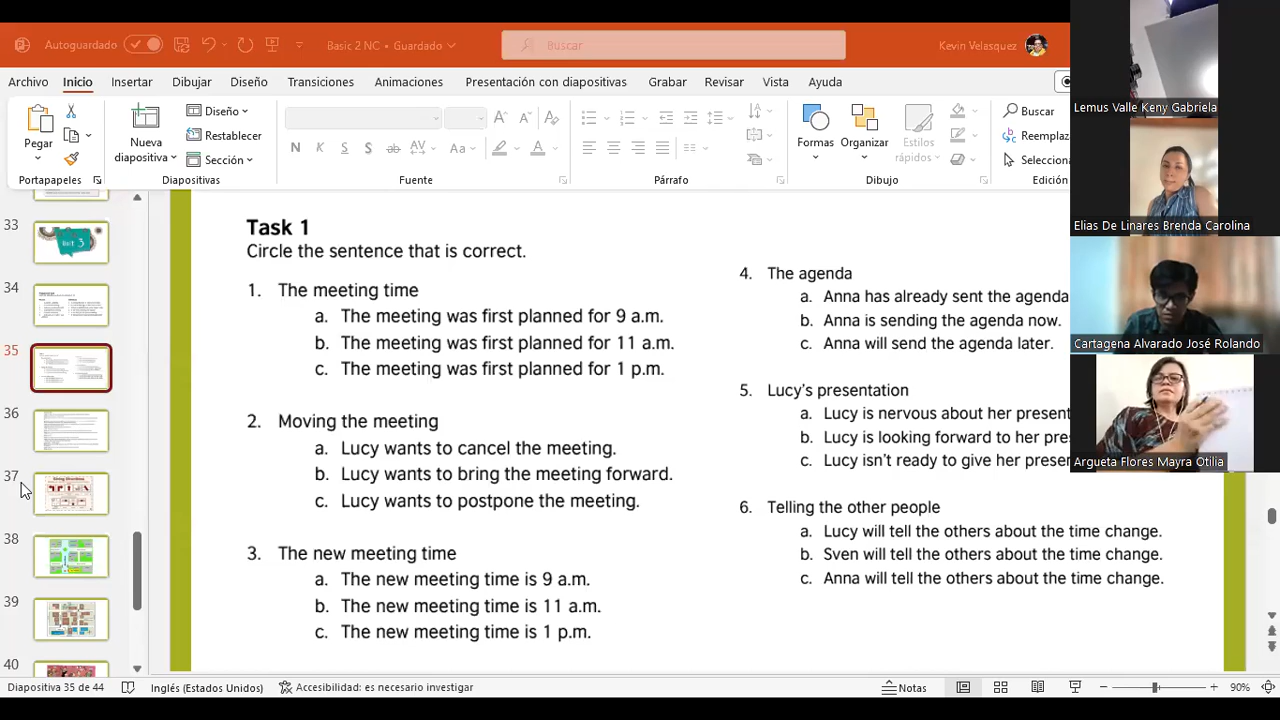 Autoguardado
Basic 2 NC • Guardado
Buscar
Kevin Velasquez
Archivo Inicio Insertar Dibujar Diseño Transiciones Animaciones Presentación con diapositivas Grabar Revisar Vista Ayuda
Pegar
Nueva diapositiva
Diseño
Restablecer
Sección
Formas
Organizar
Estilos rápidos
Buscar
Reemplaz
Selecciona
Portapapeles Diapositivas Fuente Párrafo Dibujo Edición
33
34
35
36
37
38
39
40
Task 1
Circle the sentence that is correct.
1. The meeting time
a. The meeting was first planned for 9 a.m.
b. The meeting was first planned for 11 a.m.
c. The meeting was first planned for 1 p.m.
2. Moving the meeting
a. Lucy wants to cancel the meeting.
b. Lucy wants to bring the meeting forward.
c. Lucy wants to postpone the meeting.
3. The new meeting time
a. The new meeting time is 9 a.m.
b. The new meeting time is 11 a.m.
c. The new meeting time is 1 p.m.
4. The agenda
a. Anna has already sent the agenda
b. Anna is sending the agenda now.
c. Anna will send the agenda later.
5. Lucy's presentation
a. Lucy is nervous about her present
b. Lucy is looking forward to her pre
c. Lucy isn't ready to give her presen
6. Telling the other people
a. Lucy will tell the others about the time change.
b. Sven will tell the others about the time change.
c. Anna will tell the others about the time change.
Lemus Valle Keny Gabriela
Elias De Linares Brenda Carolina
Cartagena Alvarado José Rolando
Argueta Flores Mayra Otilia
Diapositiva 35 de 44
Inglés (Estados Unidos)
Accesibilidad: es necesario investigar
Notas
90%